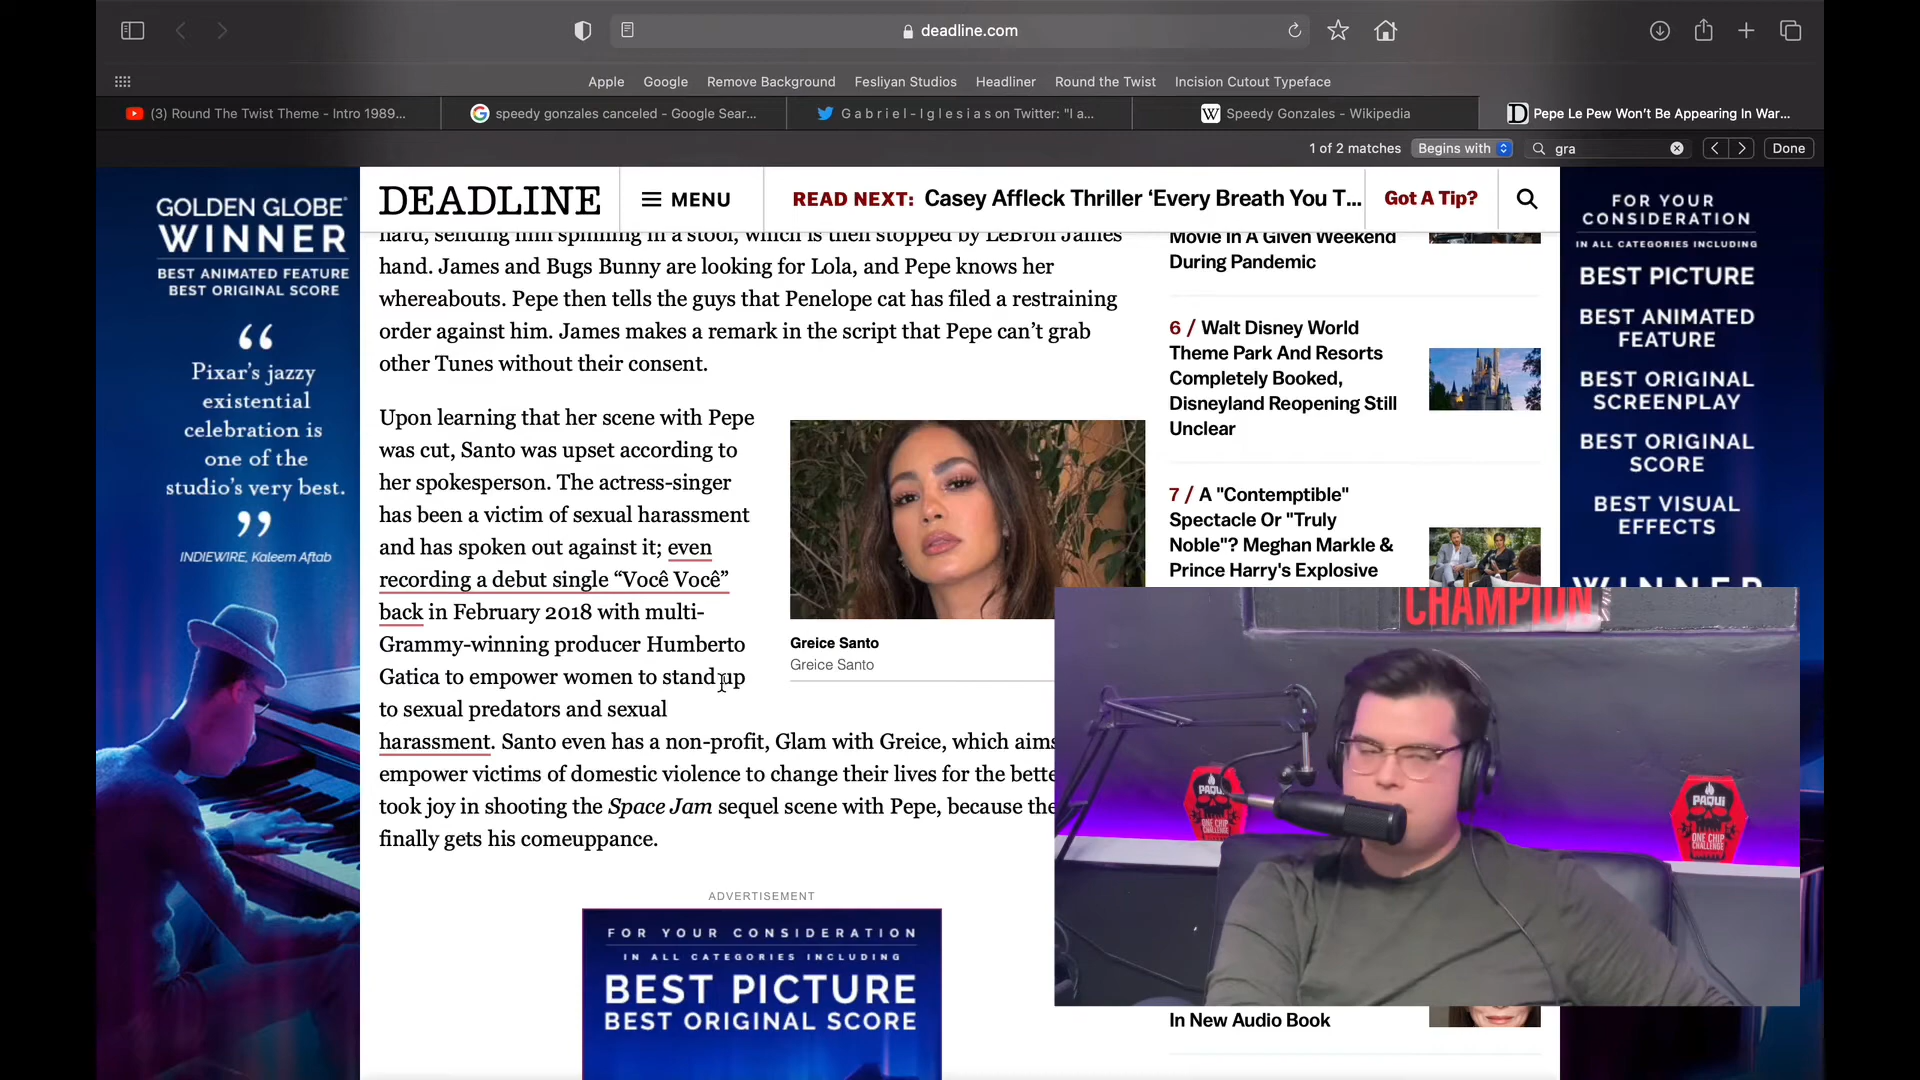 deadline.com
Apple Google Remove Background Fesliyan Studios Headliner Round the Twist Incision Cutout Typeface
(3) Round The Twist Theme - Intro 1989...
speedy gonzales canceled - Google Sear...
G a b r i e l - I g l e s i a s on Twitter: "I a...
Speedy Gonzales - Wikipedia
Pepe Le Pew Won't Be Appearing In War...
1 of 2 matches Begins with gra Done
DEADLINE MENU READ NEXT: Casey Affleck Thriller ‘Every Breath You T... Got A Tip?
GOLDEN GLOBE®
WINNER
BEST ANIMATED FEATURE
BEST ORIGINAL SCORE
“
Pixar's jazzy
existential
celebration is
one of the
studio's very best.
”
INDIEWIRE, Kaleem Aftab
hard, sending him spinning in a stool, which is then stopped by LeBron James
hand. James and Bugs Bunny are looking for Lola, and Pepe knows her
whereabouts. Pepe then tells the guys that Penelope cat has filed a restraining
order against him. James makes a remark in the script that Pepe can’t grab
other Tunes without their consent.
Upon learning that her scene with Pepe
was cut, Santo was upset according to
her spokesperson. The actress-singer
has been a victim of sexual harassment
and has spoken out against it; even
recording a debut single “Você Você”
back in February 2018 with multi-
Grammy-winning producer Humberto
Gatica to empower women to stand up
to sexual predators and sexual
harassment. Santo even has a non-profit, Glam with Greice, which aims
empower victims of domestic violence to change their lives for the
took joy in shooting the Space Jam sequel scene with Pepe, because
finally gets his comeuppance.
Greice Santo
Greice Santo
ADVERTISEMENT
FOR YOUR CONSIDERATION
IN ALL CATEGORIES INCLUDING
BEST PICTURE
BEST ORIGINAL SCORE
Movie In A Given Weekend
During Pandemic
6 / Walt Disney World
Theme Park And Resorts
Completely Booked,
Disneyland Reopening Still
Unclear
7 / A "Contemptible"
Spectacle Or "Truly
Noble"? Meghan Markle &
Prince Harry's Explosive
In New Audio Book
FOR YOUR
CONSIDERATION
IN ALL CATEGORIES INCLUDING
BEST PICTURE
BEST ANIMATED
FEATURE
BEST ORIGINAL
SCREENPLAY
BEST ORIGINAL
SCORE
BEST VISUAL
EFFECTS
WINNER
CHAMPION
PAQUI
ONE CHIP
CHALLENGE
PAQUI
ONE CHIP
CHALLENGE